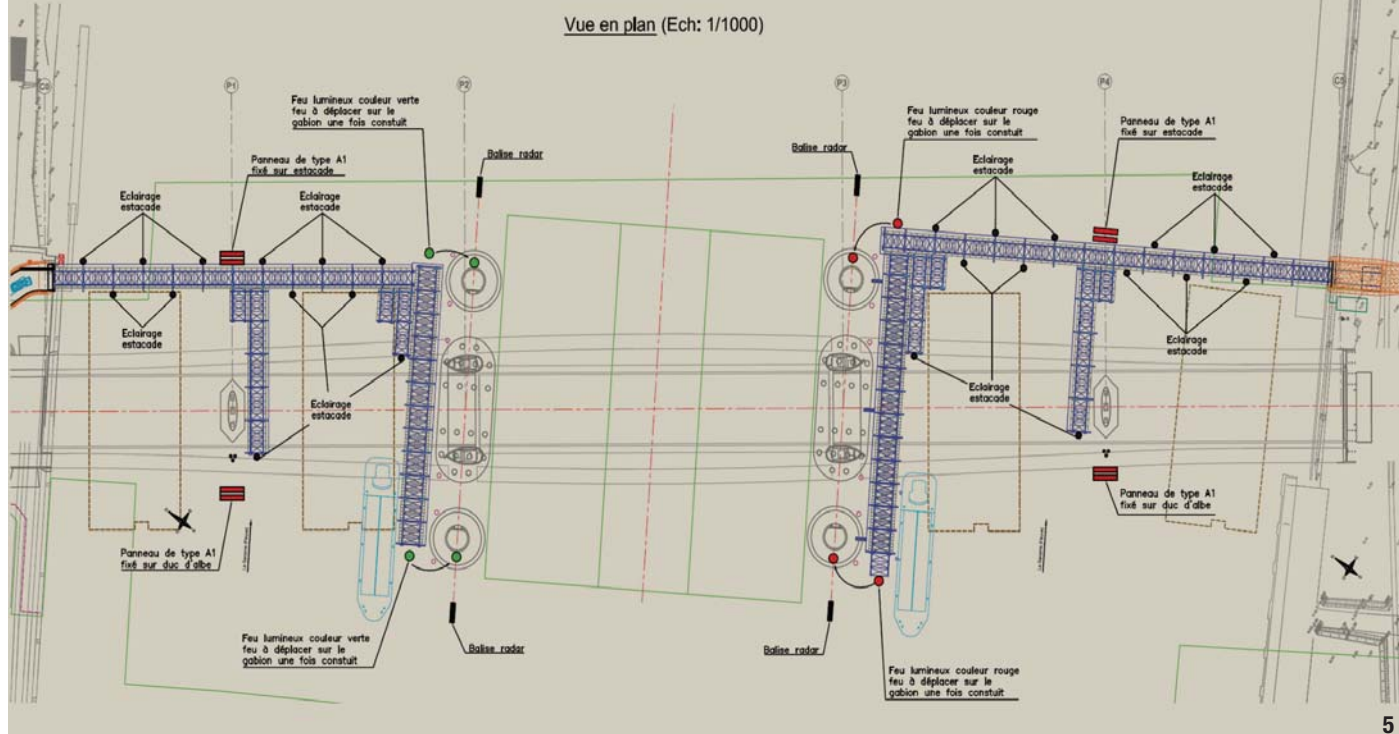 Vue en plan (Ech: 1/1000)
C0
P1
P2
P3
P4
C5
Feu lumineux couleur verte
feu à déplacer sur le
gabion une fois constuit
Feu lumineux couleur rouge
feu à déplacer sur le
gabion une fois constuit
Panneau de type A1
fixé sur estacade
Balise radar
Balise radar
Panneau de type A1
fixé sur estacade
Eclairage
estacade
Eclairage
estacade
Eclairage
estacade
Eclairage
estacade
Eclairage
estacade
Eclairage
estacade
Eclairage
estacade
Eclairage
estacade
Panneau de type A1
fixé sur duc d'albe
Panneau de type A1
fixé sur duc d'albe
Feu lumineux couleur verte
feu à déplacer sur le
gabion une fois constuit
Balise radar
Balise radar
Feu lumineux couleur rouge
feu à déplacer sur le
gabion une fois constuit
5